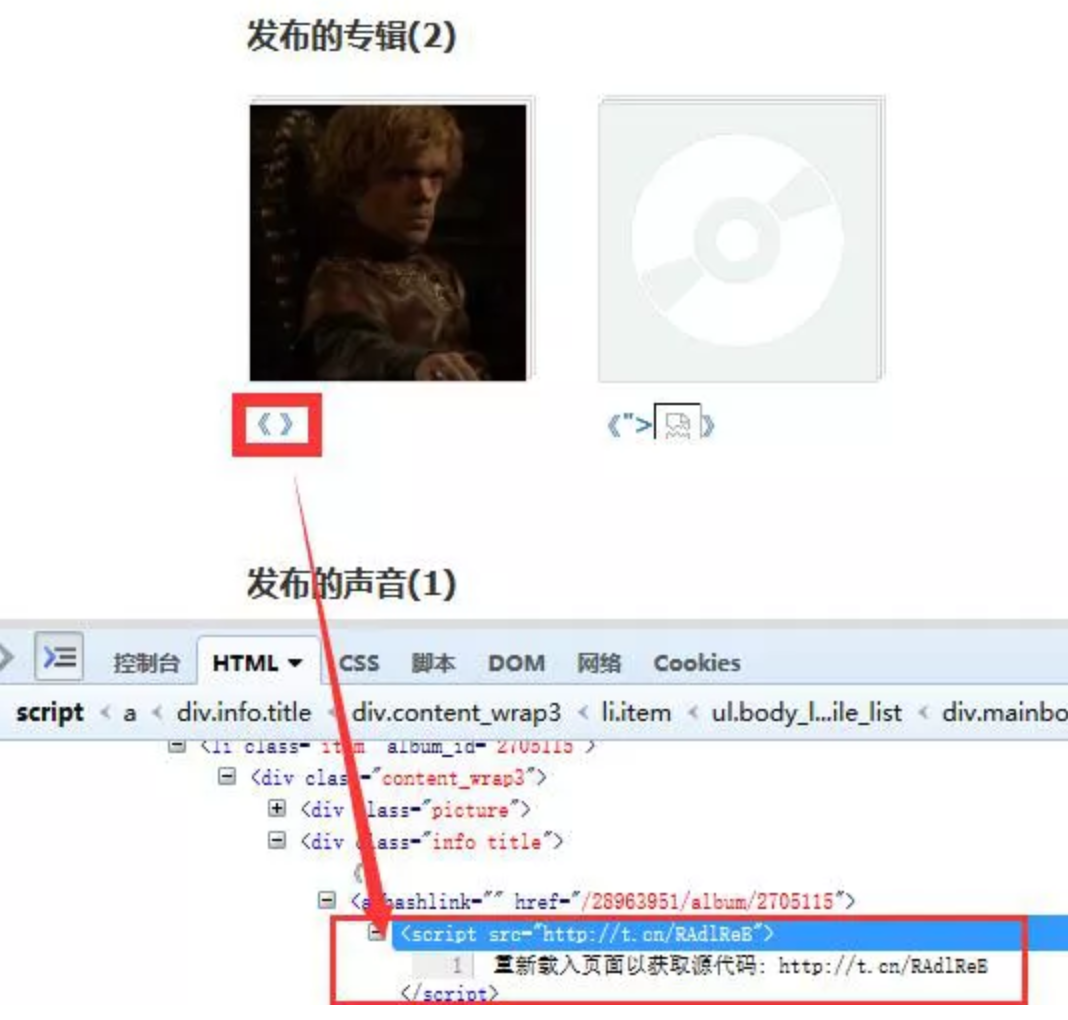 发布的专辑(2)
《 》
《">》
发布的声音(1)
控制台 HTML CSS 脚本 DOM 网络 Cookies
script < a < div.info.title < div.content_wrap3 < li.item < ul.body_l...ile_list < div.mainbo
<li class="item" album_id="2705115">
<div class="content_wrap3">
<div class="picture">
<div class="info title">
《
<a hashlink="" href="/28963951/album/2705115">
<script src="http://t.cn/RAdlReE">
1 重新载入页面以获取源代码: http://t.cn/RAdlReE
</script>